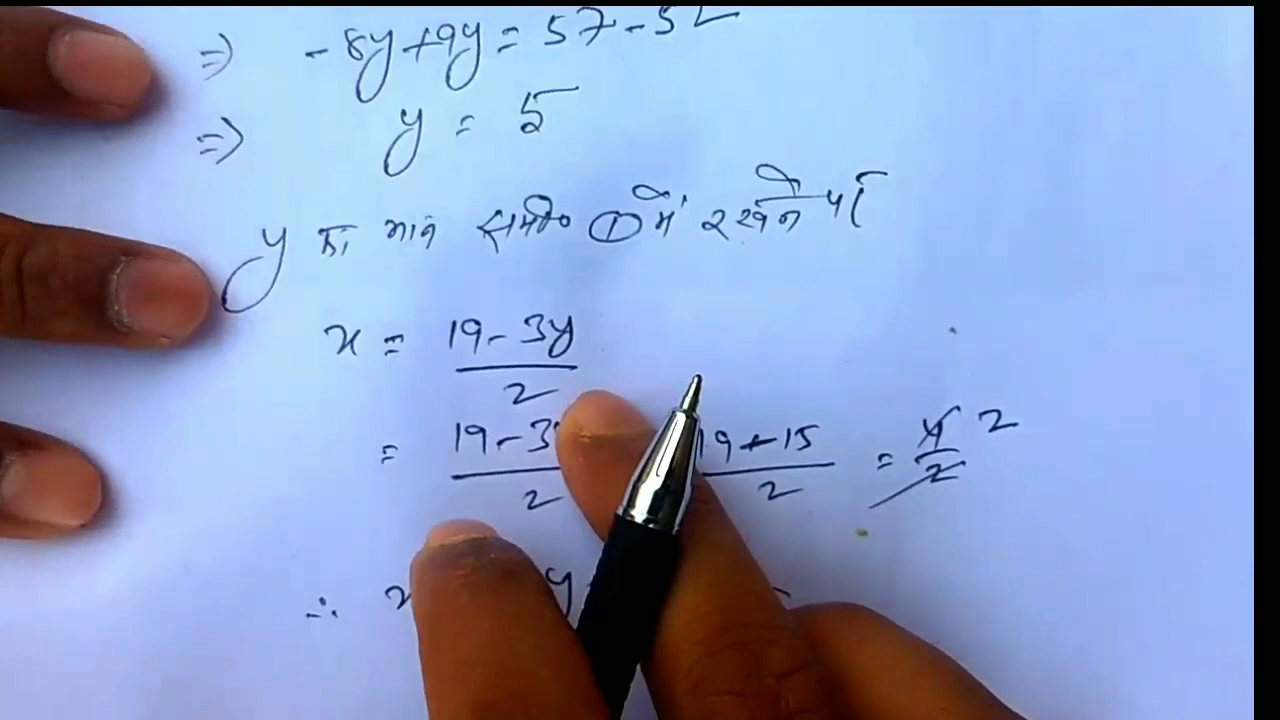 ⇒ -8y+9y = 57-52
⇒ y = 5
y का मान समी० ① में रखने पर
x = 19-3y / 2
= 19-3 / 2 19-15 / 2 = 4/2 2
∴ x y